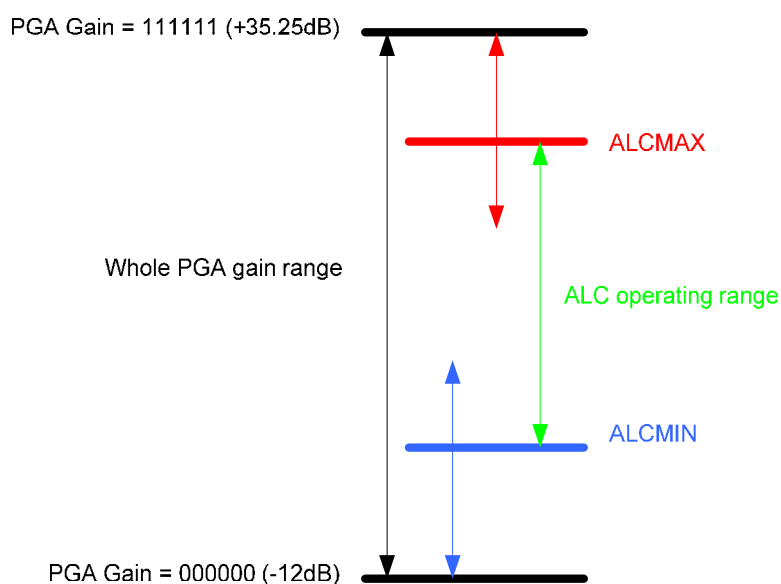 PGA Gain = 111111 (+35.25dB)
ALCMAX
Whole PGA gain range
ALC operating range
ALCMIN
PGA Gain = 000000 (-12dB)